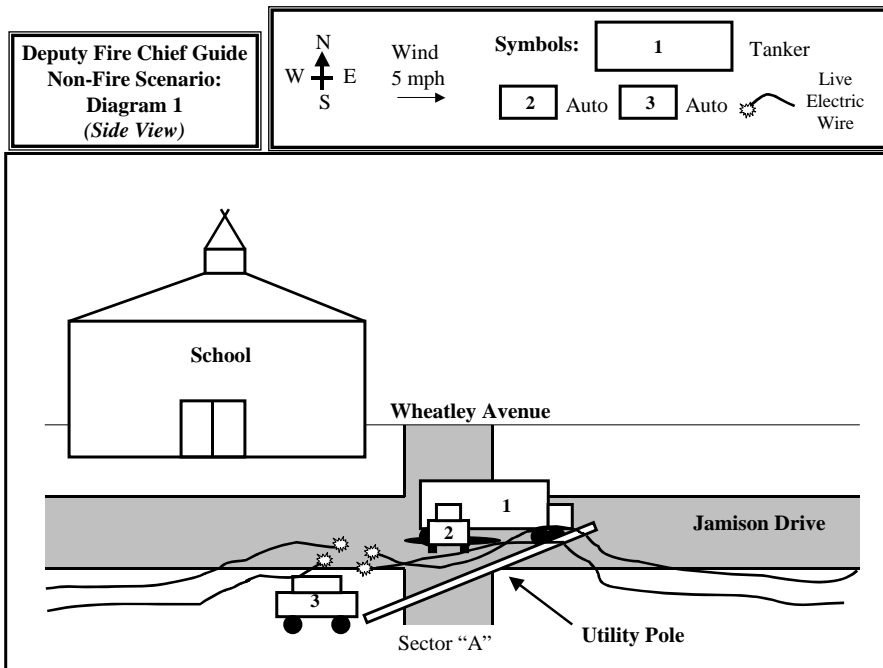 Deputy Fire Chief Guide
Non-Fire Scenario:
Diagram 1
(Side View)
N
W E
S
Wind
5 mph
Symbols:
1 Tanker
2 Auto 3 Auto
Live
Electric
Wire
School
Wheatley Avenue
1
2
Jamison Drive
3
Sector “A”
Utility Pole